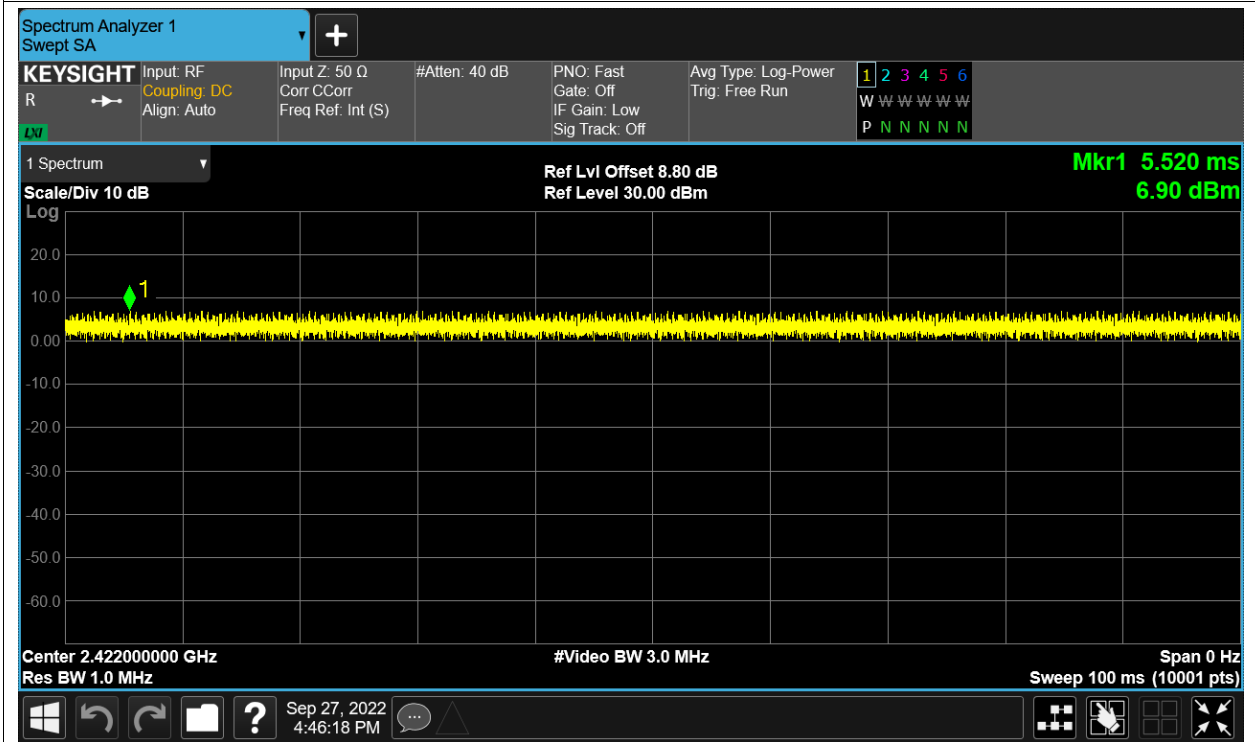 Spectrum Analyzer 1
Swept SA
+
KEYSIGHT
R
LXI
Input: RF
Coupling: DC
Align: Auto
Input Z: 50 Ω
Corr CCorr
Freq Ref: Int (S)
#Atten: 40 dB
PNO: Fast
Gate: Off
IF Gain: Low
Sig Track: Off
Avg Type: Log-Power
Trig: Free Run
1 2 3 4 5 6
W W W W W W
P N N N N N
1 Spectrum
Scale/Div 10 dB
Ref Lvl Offset 8.80 dB
Ref Level 30.00 dBm
Mkr1 5.520 ms
6.90 dBm
Log
20.0
10.0
0.00
-10.0
-20.0
-30.0
-40.0
-50.0
-60.0
1
Center 2.422000000 GHz
Res BW 1.0 MHz
#Video BW 3.0 MHz
Span 0 Hz
Sweep 100 ms (10001 pts)
?
Sep 27, 2022
4:46:18 PM